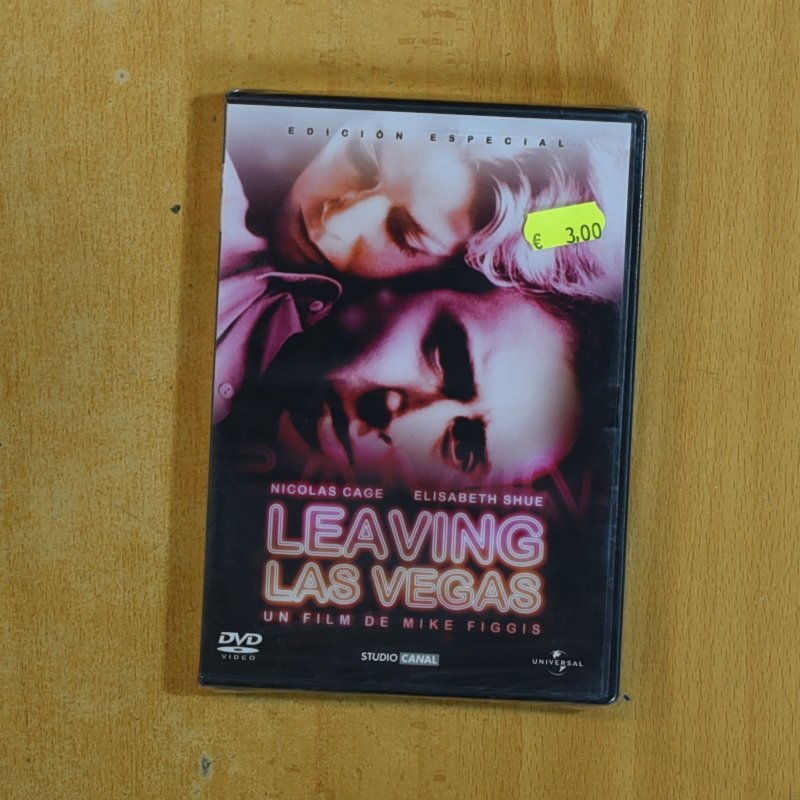 EDICIÓN ESPECIAL
€ 3,00
NICOLAS CAGE ELISABETH SHUE
LEAVING
LAS VEGAS
UN FILM DE MIKE FIGGIS
DVD
VIDEO
STUDIO CANAL
UNIVERSAL